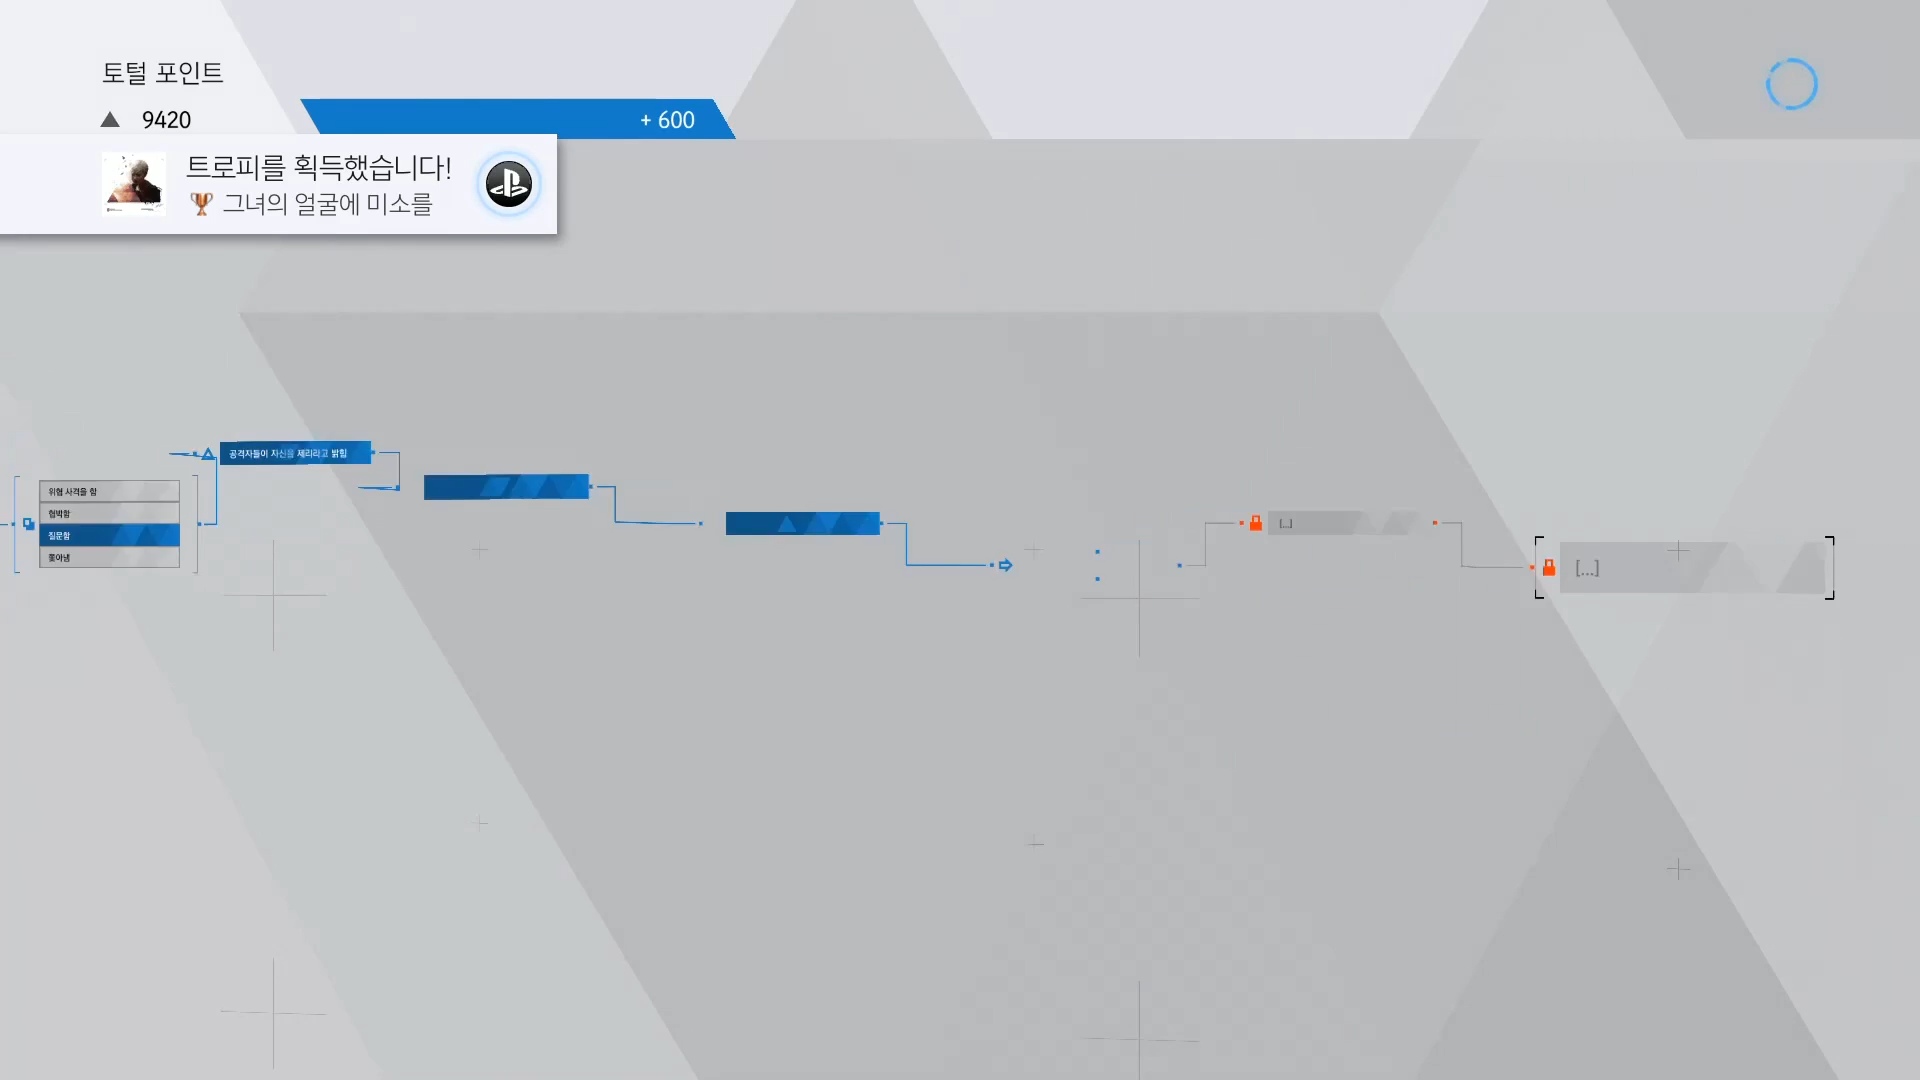 토털 포인트
9420
+ 600
트로피를 획득했습니다!
그녀의 얼굴에 미소를
공격자들이 자신을 제리라고 밝힘
위협 사격을 함
협박함
질문함
쫓아냄
[...]
[...]